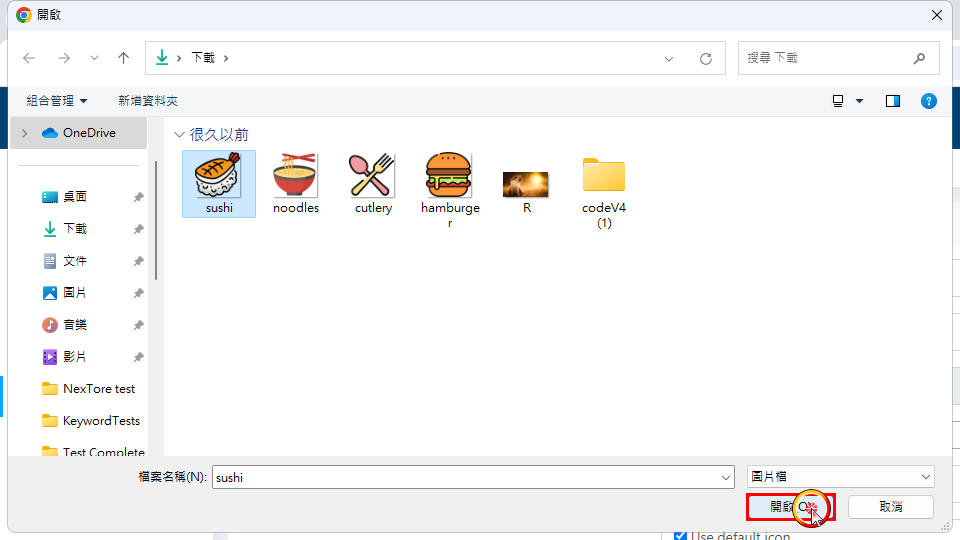 開啟
下載
搜尋 下載
組合管理
新增資料夾
OneDrive
桌面
下載
文件
圖片
音樂
影片
NexTore test
KeywordTests
Test Complete
很久以前
sushi
noodles
cutlery
hamburge
r
R
codeV4
(1)
檔案名稱(N):
sushi
圖片檔
開啟
取消
Use default icon